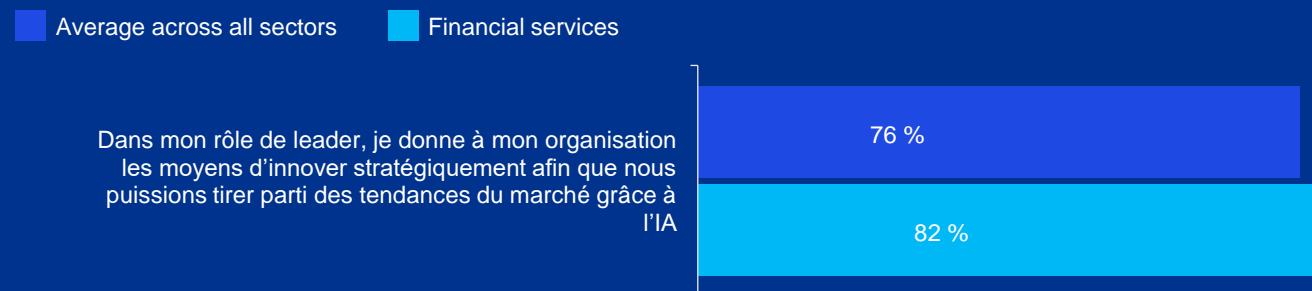 Average across all sectors
Financial services
Dans mon rôle de leader, je donne à mon organisation
les moyens d’innover stratégiquement afin que nous
puissions tirer parti des tendances du marché grâce à
l’IA
76 %
82 %